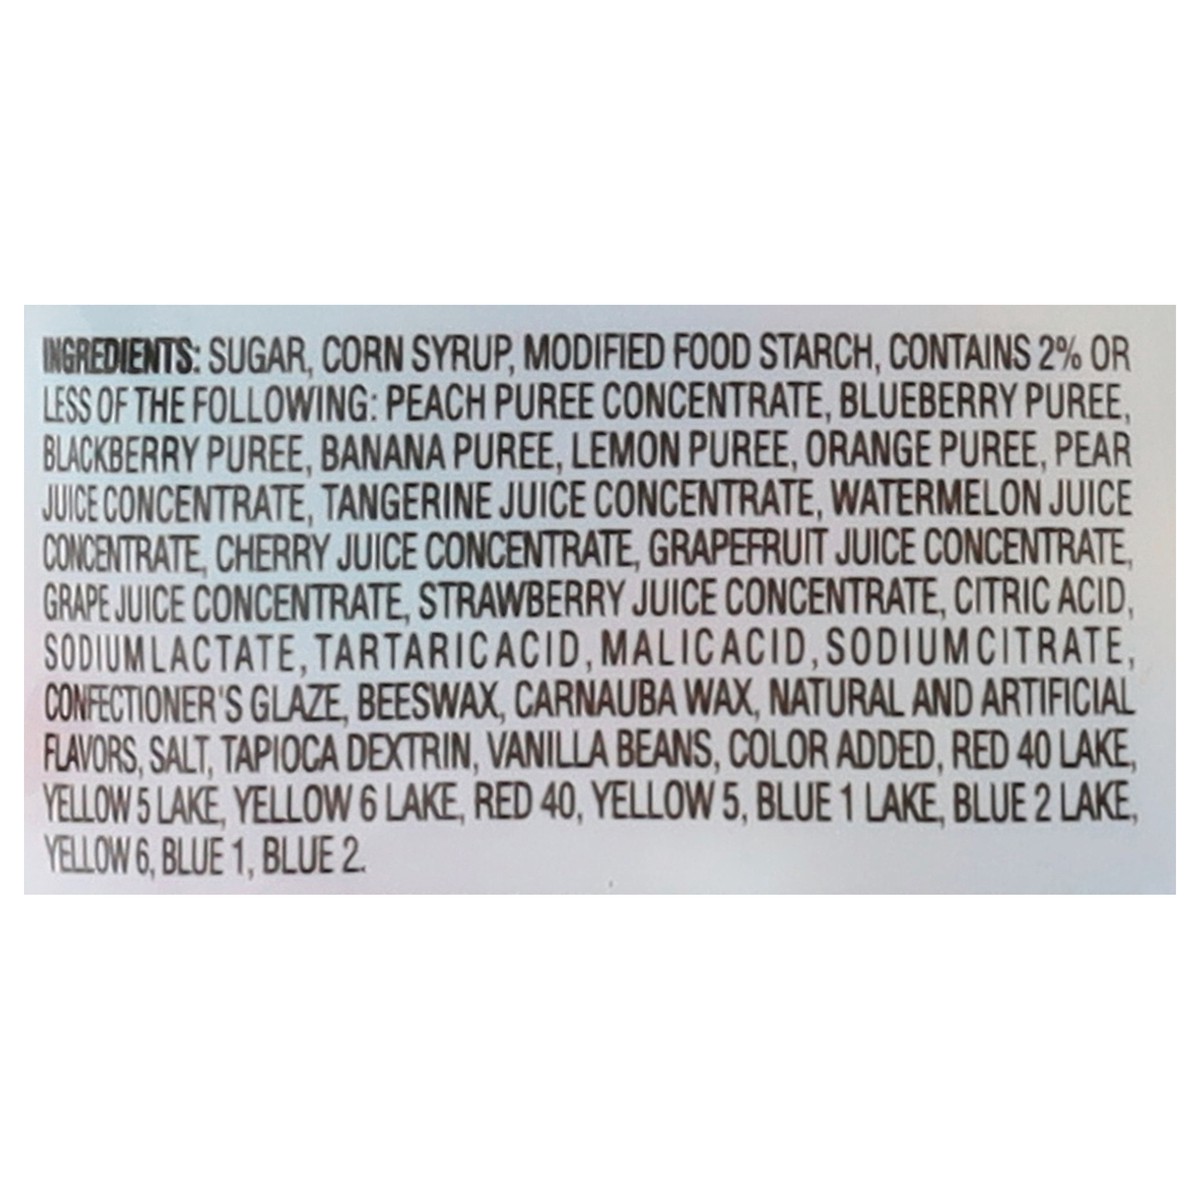 INGREDIENTS: SUGAR, CORN SYRUP, MODIFIED FOOD STARCH, CONTAINS 2% OR
LESS OF THE FOLLOWING: PEACH PUREE CONCENTRATE, BLUEBERRY PUREE,
BLACKBERRY PUREE, BANANA PUREE, LEMON PUREE, ORANGE PUREE, PEAR
JUICE CONCENTRATE, TANGERINE JUICE CONCENTRATE, WATERMELON JUICE
CONCENTRATE, CHERRY JUICE CONCENTRATE, GRAPEFRUIT JUICE CONCENTRATE,
GRAPE JUICE CONCENTRATE, STRAWBERRY JUICE CONCENTRATE, CITRIC ACID,
SODIUM LACTATE, TARTARIC ACID, MALIC ACID, SODIUM CITRATE,
CONFECTIONER'S GLAZE, BEESWAX, CARNAUBA WAX, NATURAL AND ARTIFICIAL
FLAVORS, SALT, TAPIOCA DEXTRIN, VANILLA BEANS, COLOR ADDED, RED 40 LAKE,
YELLOW 5 LAKE, YELLOW 6 LAKE, RED 40, YELLOW 5, BLUE 1 LAKE, BLUE 2 LAKE,
YELLOW 6, BLUE 1, BLUE 2.